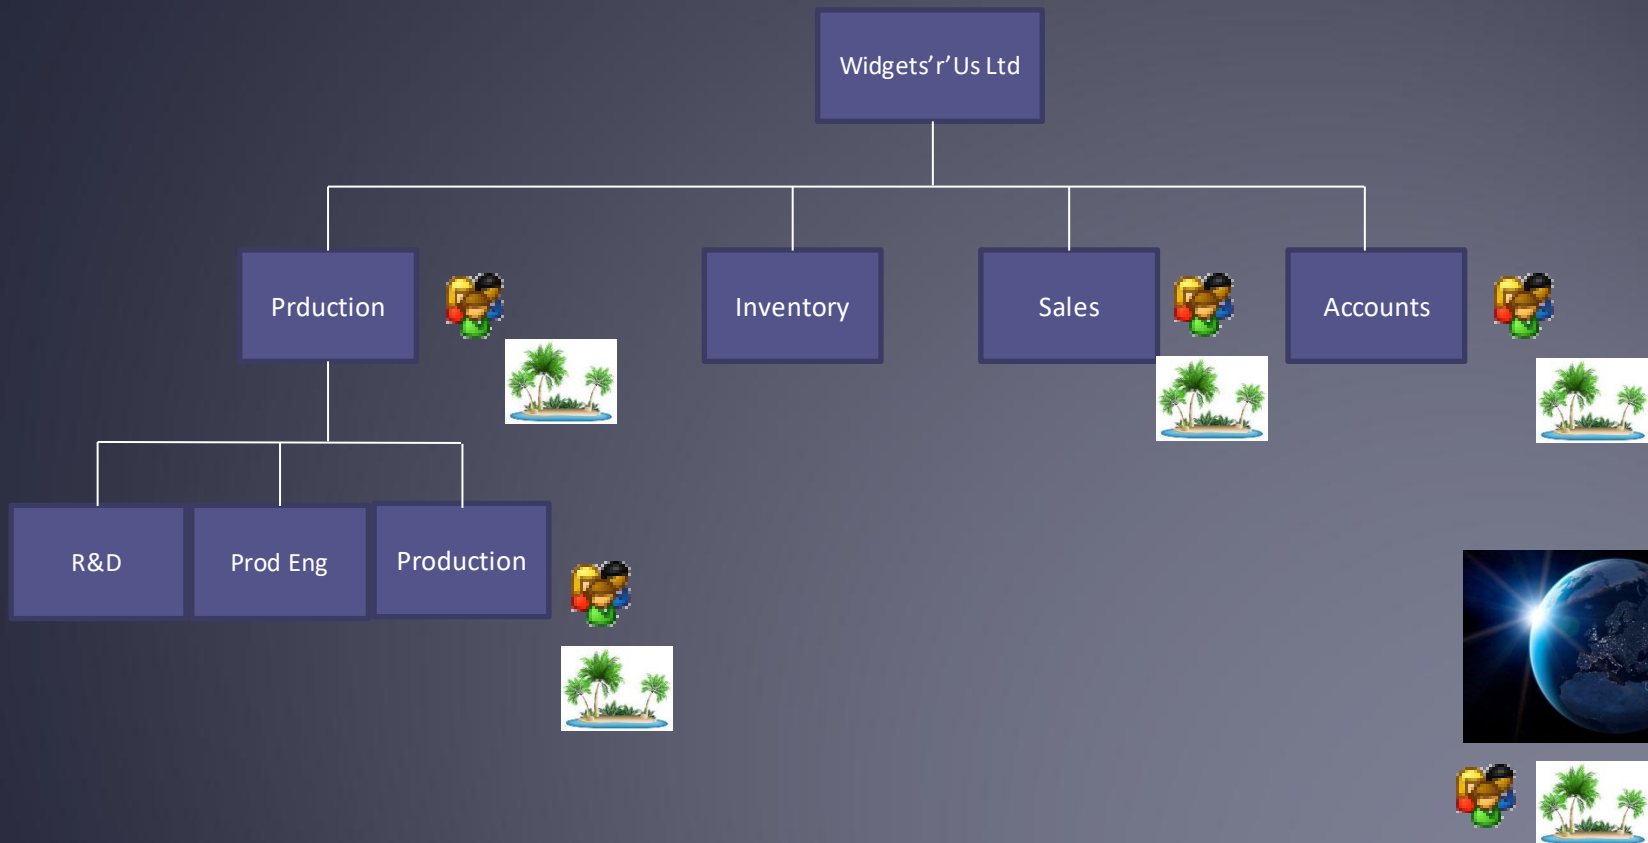 Widgets’r’Us Ltd
Prduction
Inventory
Sales
Accounts
R&D
Prod Eng
Production